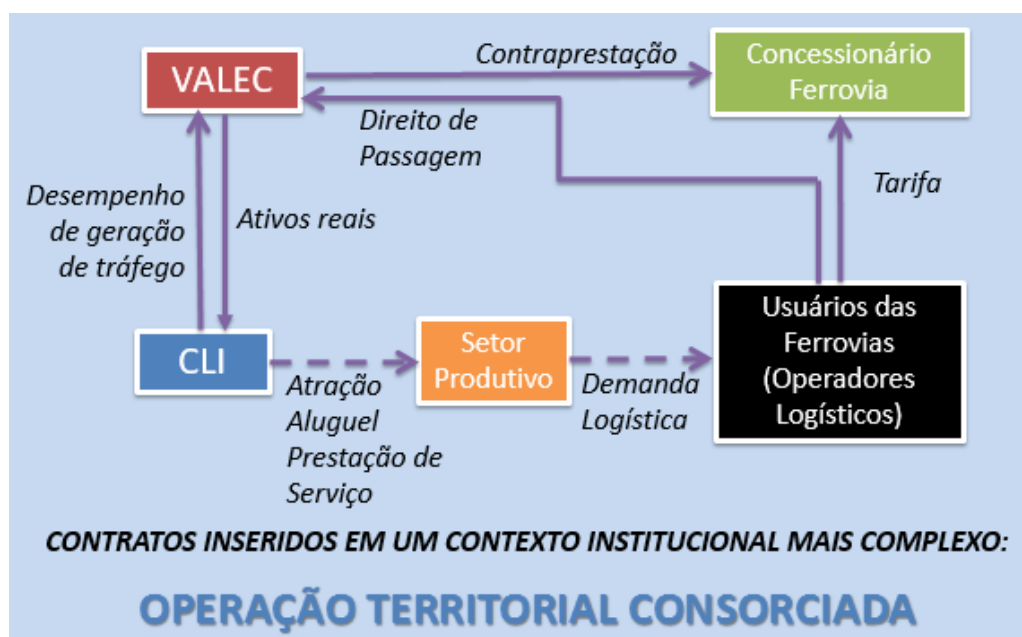 VALEC
Contraprestação
Concessionário
Ferrovia
Direito de
Passagem
Tarifa
Desempenho
de geração
de tráfego
Ativos reais
CLI
Atração
Aluguel
Prestação de
Serviço
Setor
Produtivo
Demanda
Logística
Usuários das
Ferrovias
(Operadores
Logísticos)
CONTRATOS INSERIDOS EM UM CONTEXTO INSTITUCIONAL MAIS COMPLEXO:
OPERAÇÃO TERRITORIAL CONSORCIADA